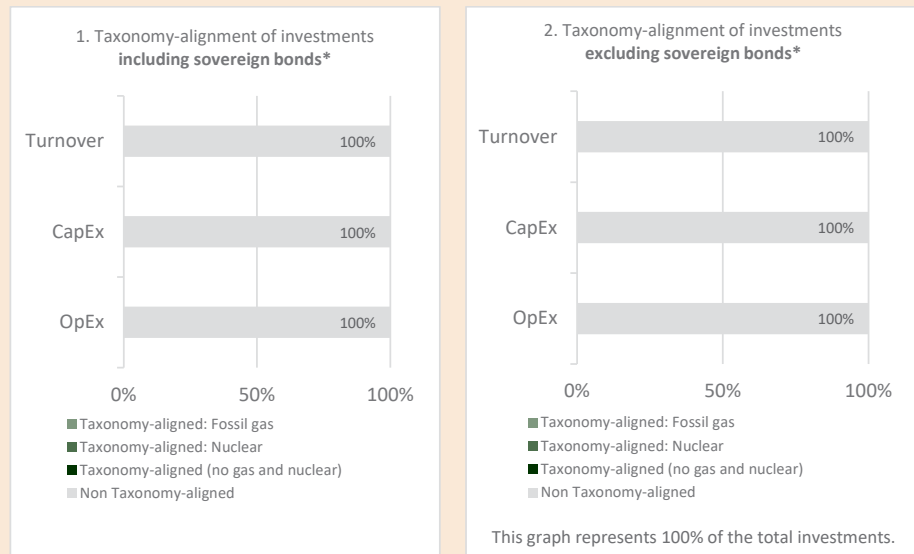 1. Taxonomy-alignment of investments
including sovereign bonds*
Turnover
100%
CapEx
100%
OpEx
100%
0%
50%
100%
Taxonomy-aligned: Fossil gas
Taxonomy-aligned: Nuclear
Taxonomy-aligned (no gas and nuclear)
Non Taxonomy-aligned
2. Taxonomy-alignment of investments
excluding sovereign bonds*
Turnover
100%
CapEx
100%
OpEx
100%
0%
50%
100%
Taxonomy-aligned: Fossil gas
Taxonomy-aligned: Nuclear
Taxonomy-aligned (no gas and nuclear)
Non Taxonomy-aligned
This graph represents 100% of the total investments.